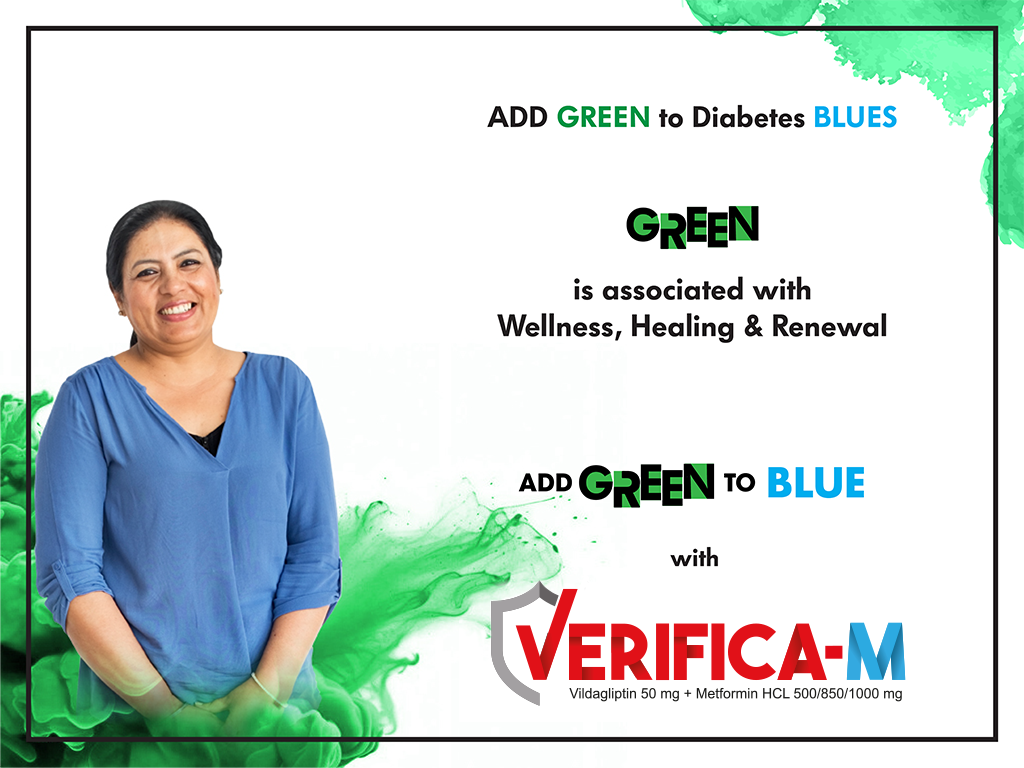 ADD GREEN to Diabetes BLUES
GREEN
is associated with
Wellness, Healing & Renewal
ADD GREEN TO BLUE
with
VERIFICA-M
Vildagliptin 50 mg + Metformin HCL 500/850/1000 mg